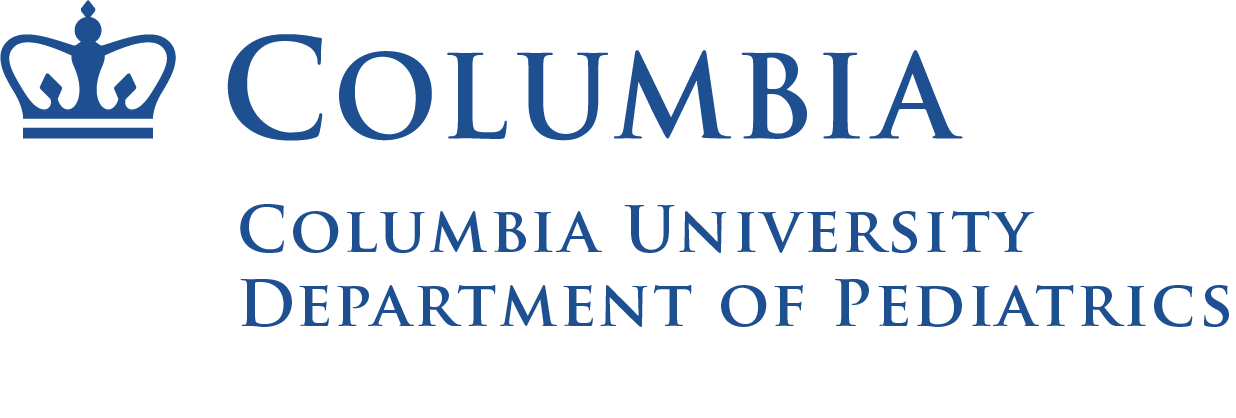 COLUMBIA
COLUMBIA UNIVERSITY
DEPARTMENT OF PEDIATRICS